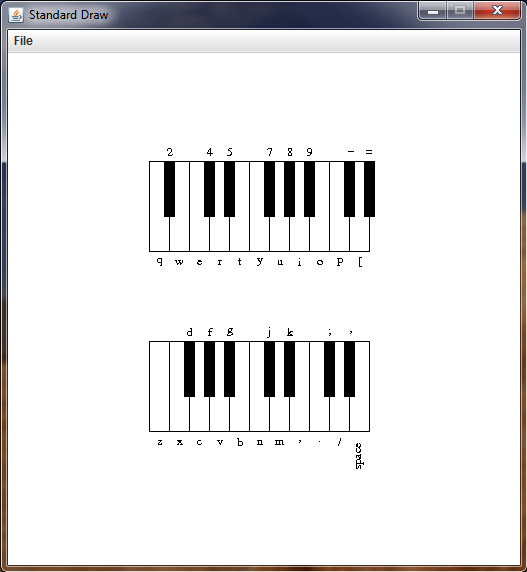 Standard Draw
File
2 4 5 7 8 9 - =
q w e r t y u i o p [
d f g j k ; '
z x c v b n m , . / space